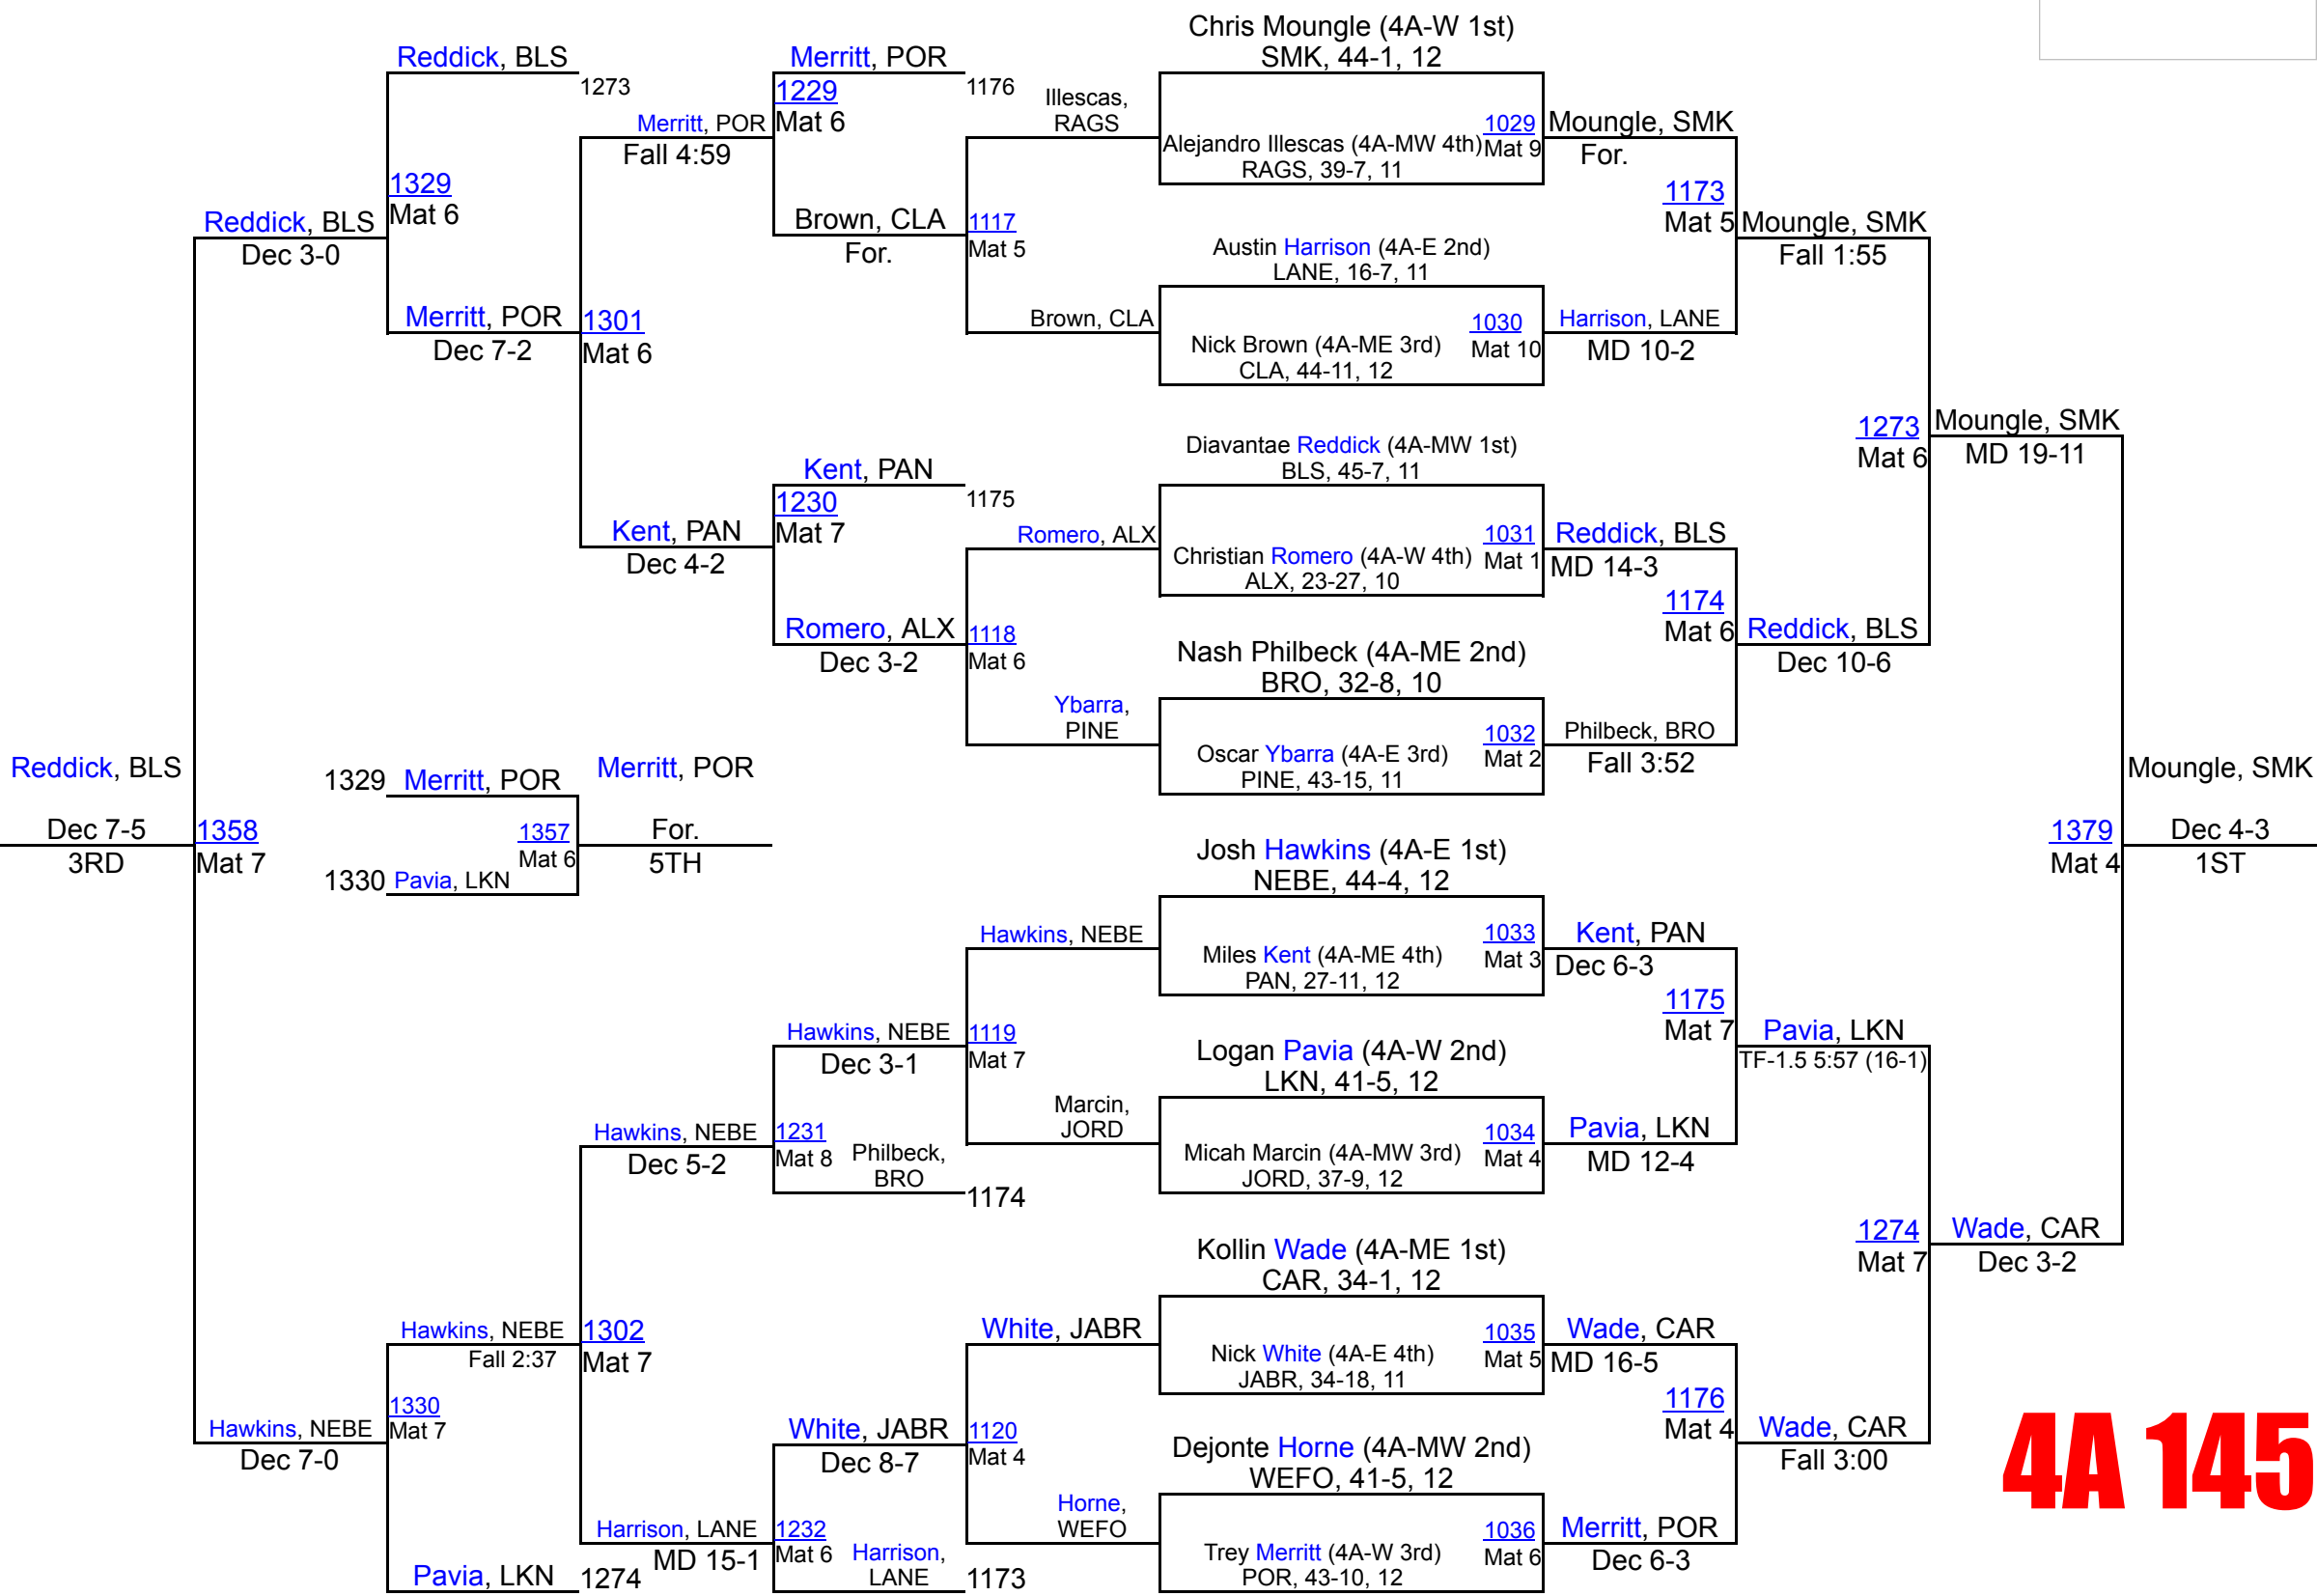 Chris Moungle (4A-W 1st)
SMK, 44-1, 12
Reddick, BLS
1273
Merritt, POR
1229
Mat 6
1176
Merritt, POR
Fall 4:59
Illescas,
RAGS
Alejandro Illescas (4A-MW 4th)
RAGS, 39-7, 11
1029
Mat 9
Moungle, SMK
For.
1329
Mat 6
Reddick, BLS
Dec 3-0
Brown, CLA
For.
1117
Mat 5
1173
Mat 5
Moungle, SMK
Fall 1:55
Austin Harrison (4A-E 2nd)
LANE, 16-7, 11
Merritt, POR
Dec 7-2
1301
Mat 6
Brown, CLA
Nick Brown (4A-ME 3rd)
CLA, 44-11, 12
1030
Mat 10
Harrison, LANE
MD 10-2
1273
Mat 6
Moungle, SMK
MD 19-11
Diavantae Reddick (4A-MW 1st)
BLS, 45-7, 11
Kent, PAN
1230
Mat 7
1175
Kent, PAN
Dec 4-2
Romero, ALX
Christian Romero (4A-W 4th)
ALX, 23-27, 10
1031
Mat 1
Reddick, BLS
MD 14-3
Romero, ALX
Dec 3-2
1118
Mat 6
1174
Mat 6
Reddick, BLS
Dec 10-6
Nash Philbeck (4A-ME 2nd)
BRO, 32-8, 10
Ybarra,
PINE
Oscar Ybarra (4A-E 3rd)
PINE, 43-15, 11
1032
Mat 2
Philbeck, BRO
Fall 3:52
Reddick, BLS
Dec 7-5
3RD
1358
Mat 7
1329 Merritt, POR
1330 Pavia, LKN
1357
Mat 6
Merritt, POR
For.
5TH
Moungle, SMK
1379
Mat 4
Dec 4-3
1ST
Josh Hawkins (4A-E 1st)
NEBE, 44-4, 12
Hawkins, NEBE
Miles Kent (4A-ME 4th)
PAN, 27-11, 12
1033
Mat 3
Kent, PAN
Dec 6-3
Hawkins, NEBE
Dec 3-1
1119
Mat 7
1175
Mat 7
Pavia, LKN
TF-1.5 5:57 (16-1)
Logan Pavia (4A-W 2nd)
LKN, 41-5, 12
Marcin,
JORD
Micah Marcin (4A-MW 3rd)
JORD, 37-9, 12
1034
Mat 4
Pavia, LKN
MD 12-4
Hawkins, NEBE
Dec 5-2
1231
Mat 8
Philbeck,
BRO
1174
1274
Mat 7
Wade, CAR
Dec 3-2
Kollin Wade (4A-ME 1st)
CAR, 34-1, 12
Hawkins, NEBE
Fall 2:37
1302
Mat 7
White, JABR
Nick White (4A-E 4th)
JABR, 34-18, 11
1035
Mat 5
Wade, CAR
MD 16-5
Hawkins, NEBE
Dec 7-0
1330
Mat 7
White, JABR
Dec 8-7
1120
Mat 4
1176
Mat 4
Wade, CAR
Fall 3:00
Dejonte Horne (4A-MW 2nd)
WEFO, 41-5, 12
Horne,
WEFO
Trey Merritt (4A-W 3rd)
POR, 43-10, 12
1036
Mat 6
Merritt, POR
Dec 6-3
Harrison, LANE
MD 15-1
1232
Mat 6
Harrison,
LANE
1173
Pavia, LKN
1274
4A 145